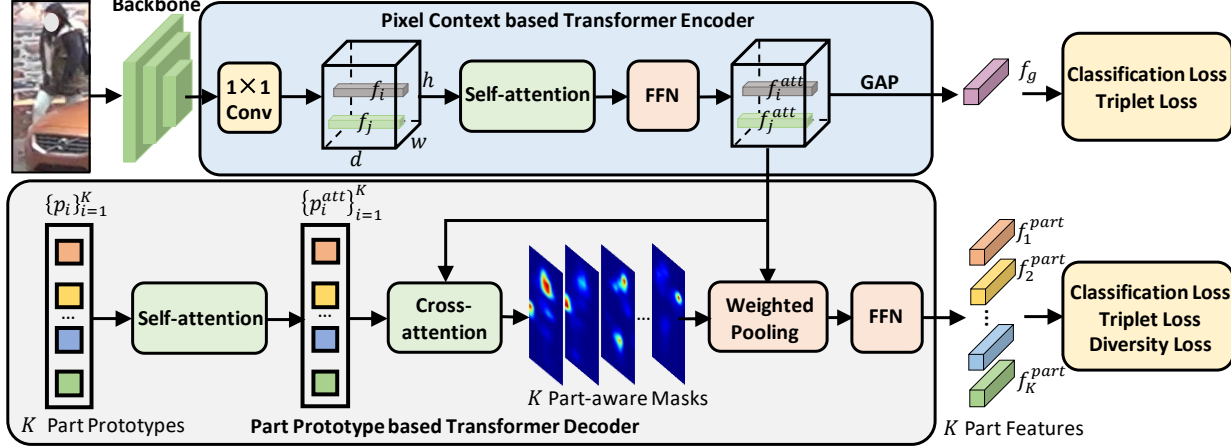 Backbone
Pixel Context based Transformer Encoder
1×1
Conv
f_i
f_j
h
w
d
Self-attention
FFN
f_i^{att}
f_j^{att}
GAP
f_g
Classification Loss
Triplet Loss
{p_i}_{i=1}^K
{p_i^{att}}_{i=1}^K
...
...
Self-attention
Cross-
attention
...
Weighted
Pooling
FFN
f_1^{part}
f_2^{part}
⋮
f_K^{part}
Classification Loss
Triplet Loss
Diversity Loss
K Part-aware Masks
K Part Prototypes
Part Prototype based Transformer Decoder
K Part Features